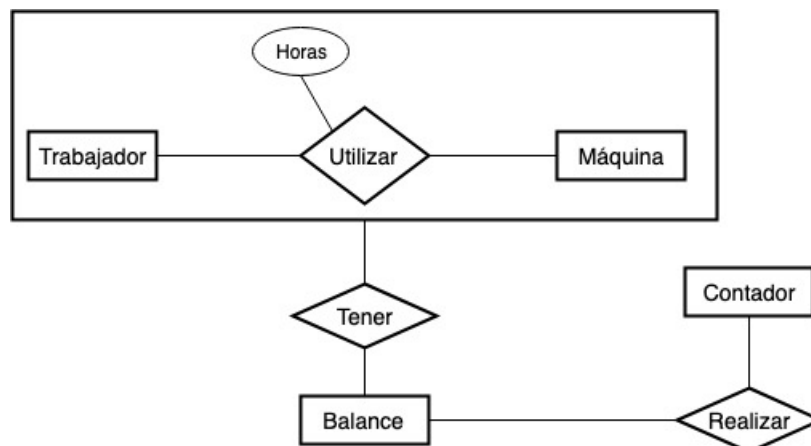 Horas
Trabajador
Utilizar
Máquina
Tener
Contador
Balance
Realizar